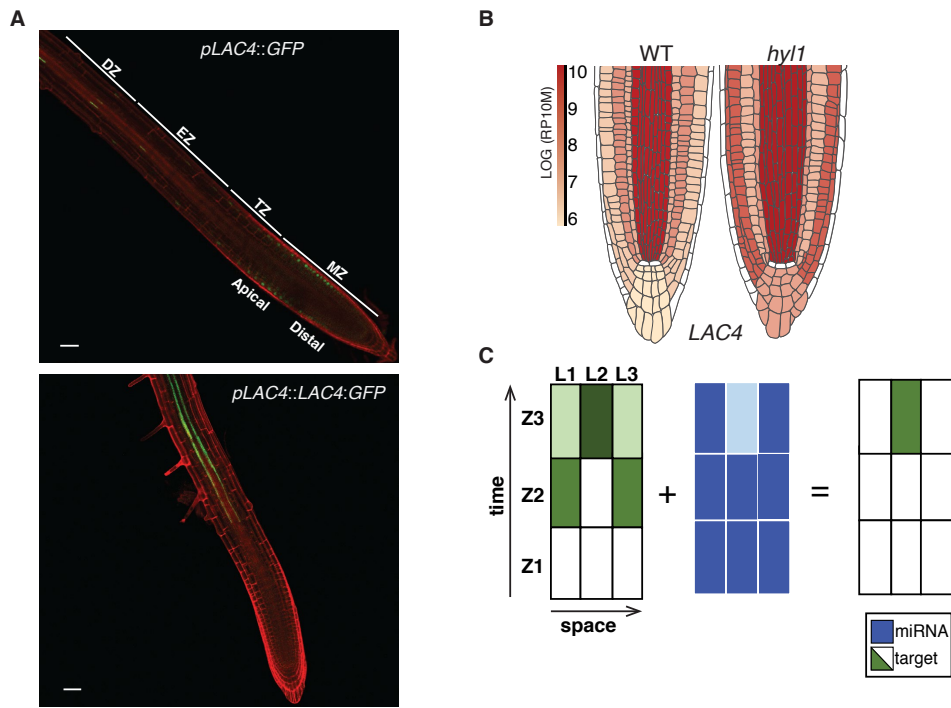 A
pLAC4::GFP
DZ
EZ
TZ
MZ
Apical
Distal
pLAC4::LAC4:GFP
B
WT hyl1
LOG (RP10M)
10
9
8
7
6
LAC4
C
L1 L2 L3
Z3
Z2
Z1
time
space
+
=
miRNA
target